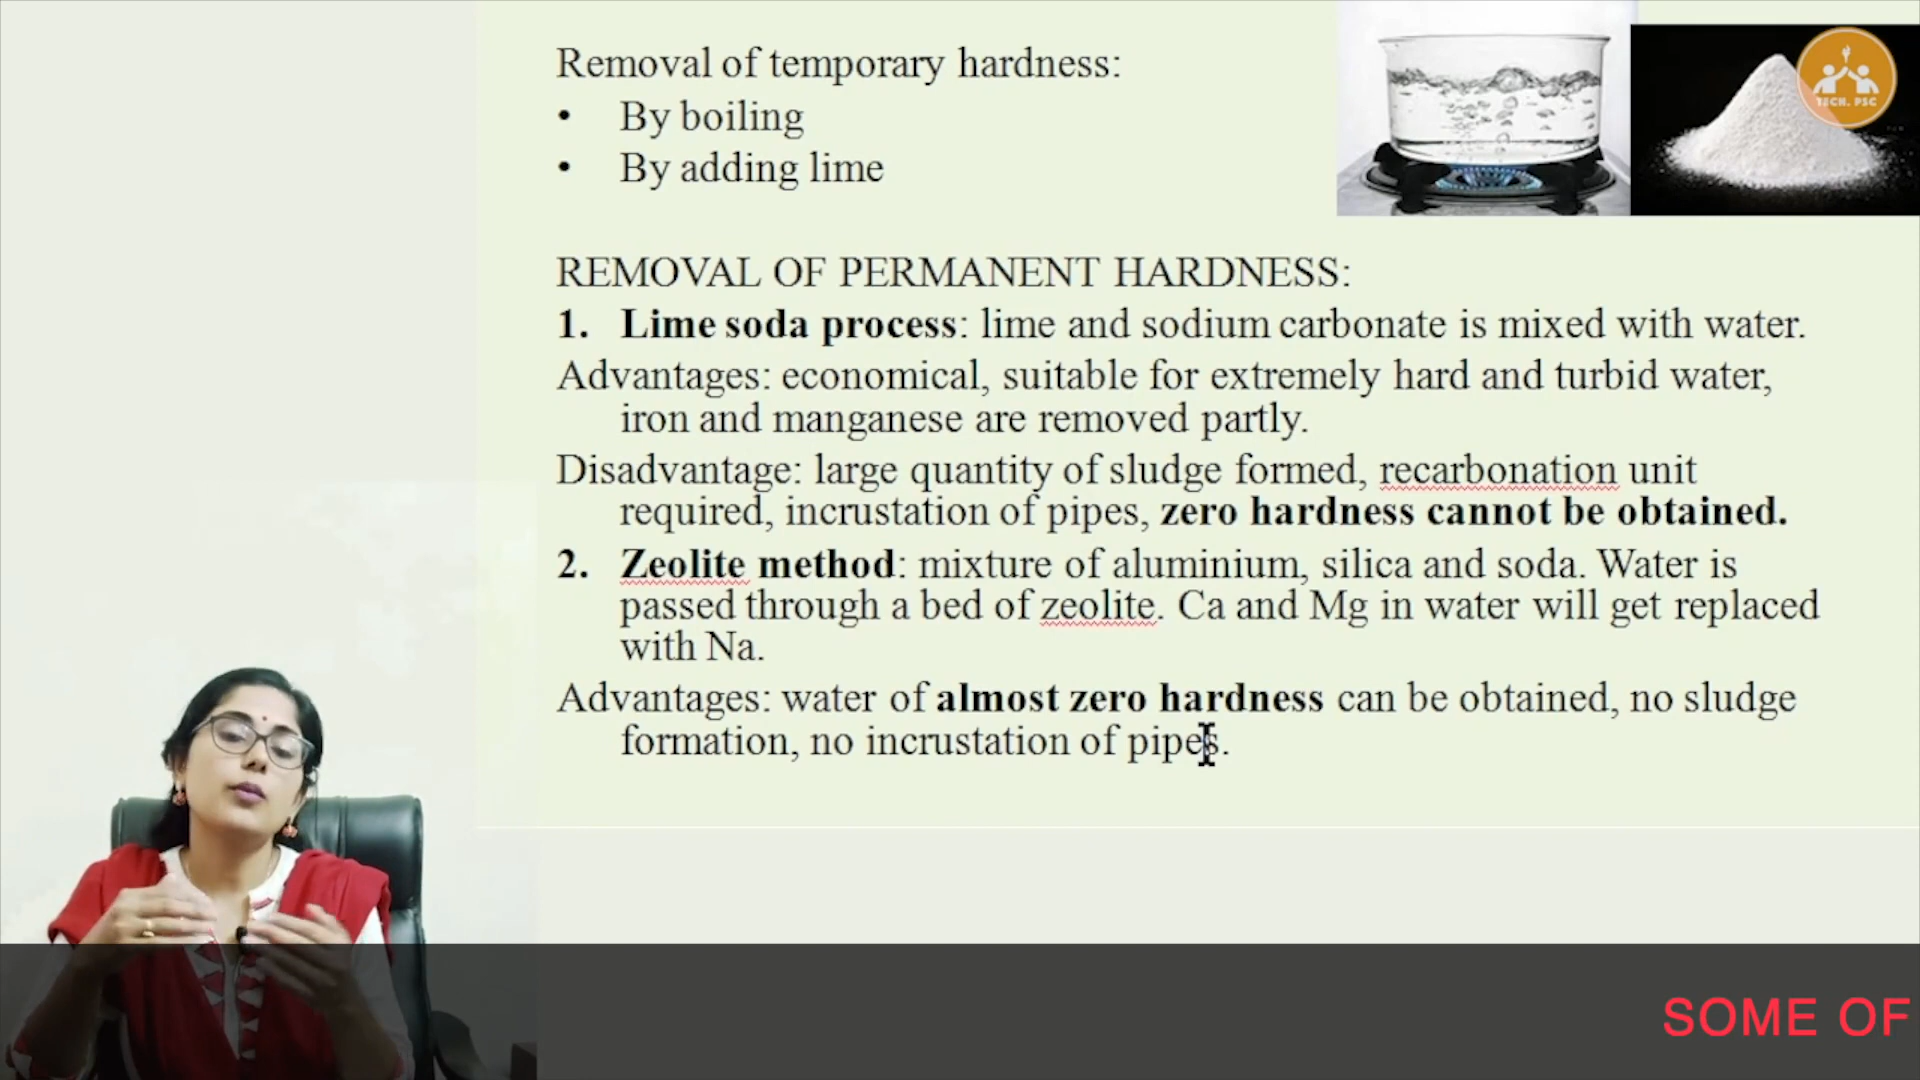 Removal of temporary hardness:
• By boiling
• By adding lime
TECH. PSC
REMOVAL OF PERMANENT HARDNESS:
1. Lime soda process: lime and sodium carbonate is mixed with water.
Advantages: economical, suitable for extremely hard and turbid water,
iron and manganese are removed partly.
Disadvantage: large quantity of sludge formed, recarbonation unit
required, incrustation of pipes, zero hardness cannot be obtained.
2. Zeolite method: mixture of aluminium, silica and soda. Water is
passed through a bed of zeolite. Ca and Mg in water will get replaced
with Na.
Advantages: water of almost zero hardness can be obtained, no sludge
formation, no incrustation of pipes.
SOME OF